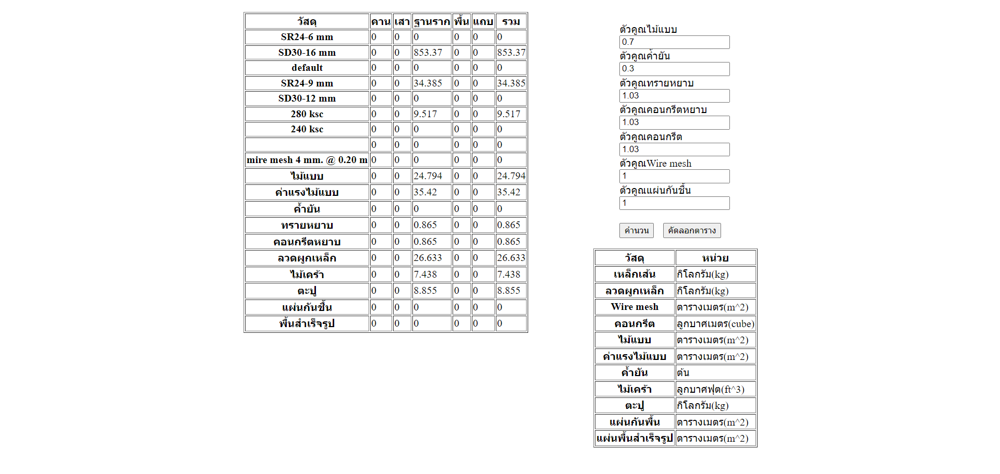 วัสดุ คาน เสา ฐานราก พื้น แถบ รวม
SR24-6 mm 0 0 0 0 0 0
SD30-16 mm 0 0 853.37 0 0 853.37
default 0 0 0 0 0 0
SR24-9 mm 0 0 34.385 0 0 34.385
SD30-12 mm 0 0 0 0 0 0
280 ksc 0 0 9.517 0 0 9.517
240 ksc 0 0 0 0 0 0
0 0 0 0 0 0
mire mesh 4 mm. @ 0.20 m 0 0 0 0 0 0
ไม้แบบ 0 0 24.794 0 0 24.794
ค่าแรงไม้แบบ 0 0 35.42 0 0 35.42
ค้ำยัน 0 0 0 0 0 0
ทรายหยาบ 0 0 0.865 0 0 0.865
คอนกรีตหยาบ 0 0 0.865 0 0 0.865
ลวดผูกเหล็ก 0 0 26.633 0 0 26.633
ไม้เคร้า 0 0 7.438 0 0 7.438
ตะปู 0 0 8.855 0 0 8.855
แผ่นกันชื้น 0 0 0 0 0 0
พื้นสำเร็จรูป 0 0 0 0 0 0
ตัวคูณไม้แบบ
0.7
ตัวคูณค้ำยัน
0.3
ตัวคูณทรายหยาบ
1.03
ตัวคูณคอนกรีตหยาบ
1.03
ตัวคูณคอนกรีต
1.03
ตัวคูณWire mesh
1
ตัวคูณแผ่นกันชื้น
1
คำนวน คัดลอกตาราง
วัสดุ หน่วย
เหล็กเส้น กิโลกรัม(kg)
ลวดผูกเหล็ก กิโลกรัม(kg)
Wire mesh ตารางเมตร(m^2)
คอนกรีต ลูกบาศเมตร(cube)
ไม้แบบ ตารางเมตร(m^2)
ค่าแรงไม้แบบ ตารางเมตร(m^2)
ค้ำยัน ต้น
ไม้เคร้า ลูกบาศฟุต(ft^3)
ตะปู กิโลกรัม(kg)
แผ่นกันพื้น ตารางเมตร(m^2)
แผ่นพื้นสำเร็จรูป ตารางเมตร(m^2)